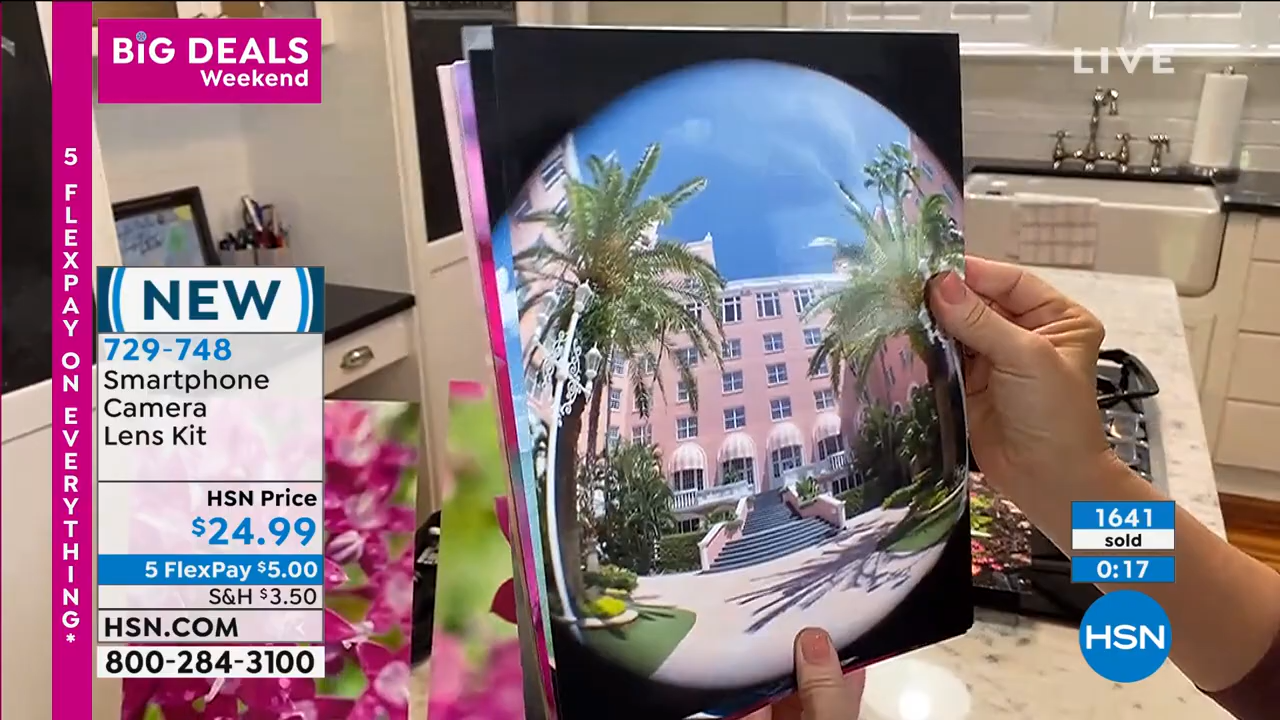 BiG DEALS
Weekend
LIVE
5 FLEXPAY ON EVERYTHING*
NEW
729-748
Smartphone
Camera
Lens Kit
HSN Price
$24.99
5 FlexPay $5.00
S&H $3.50
HSN.COM
800-284-3100
1641
sold
0:17
HSN